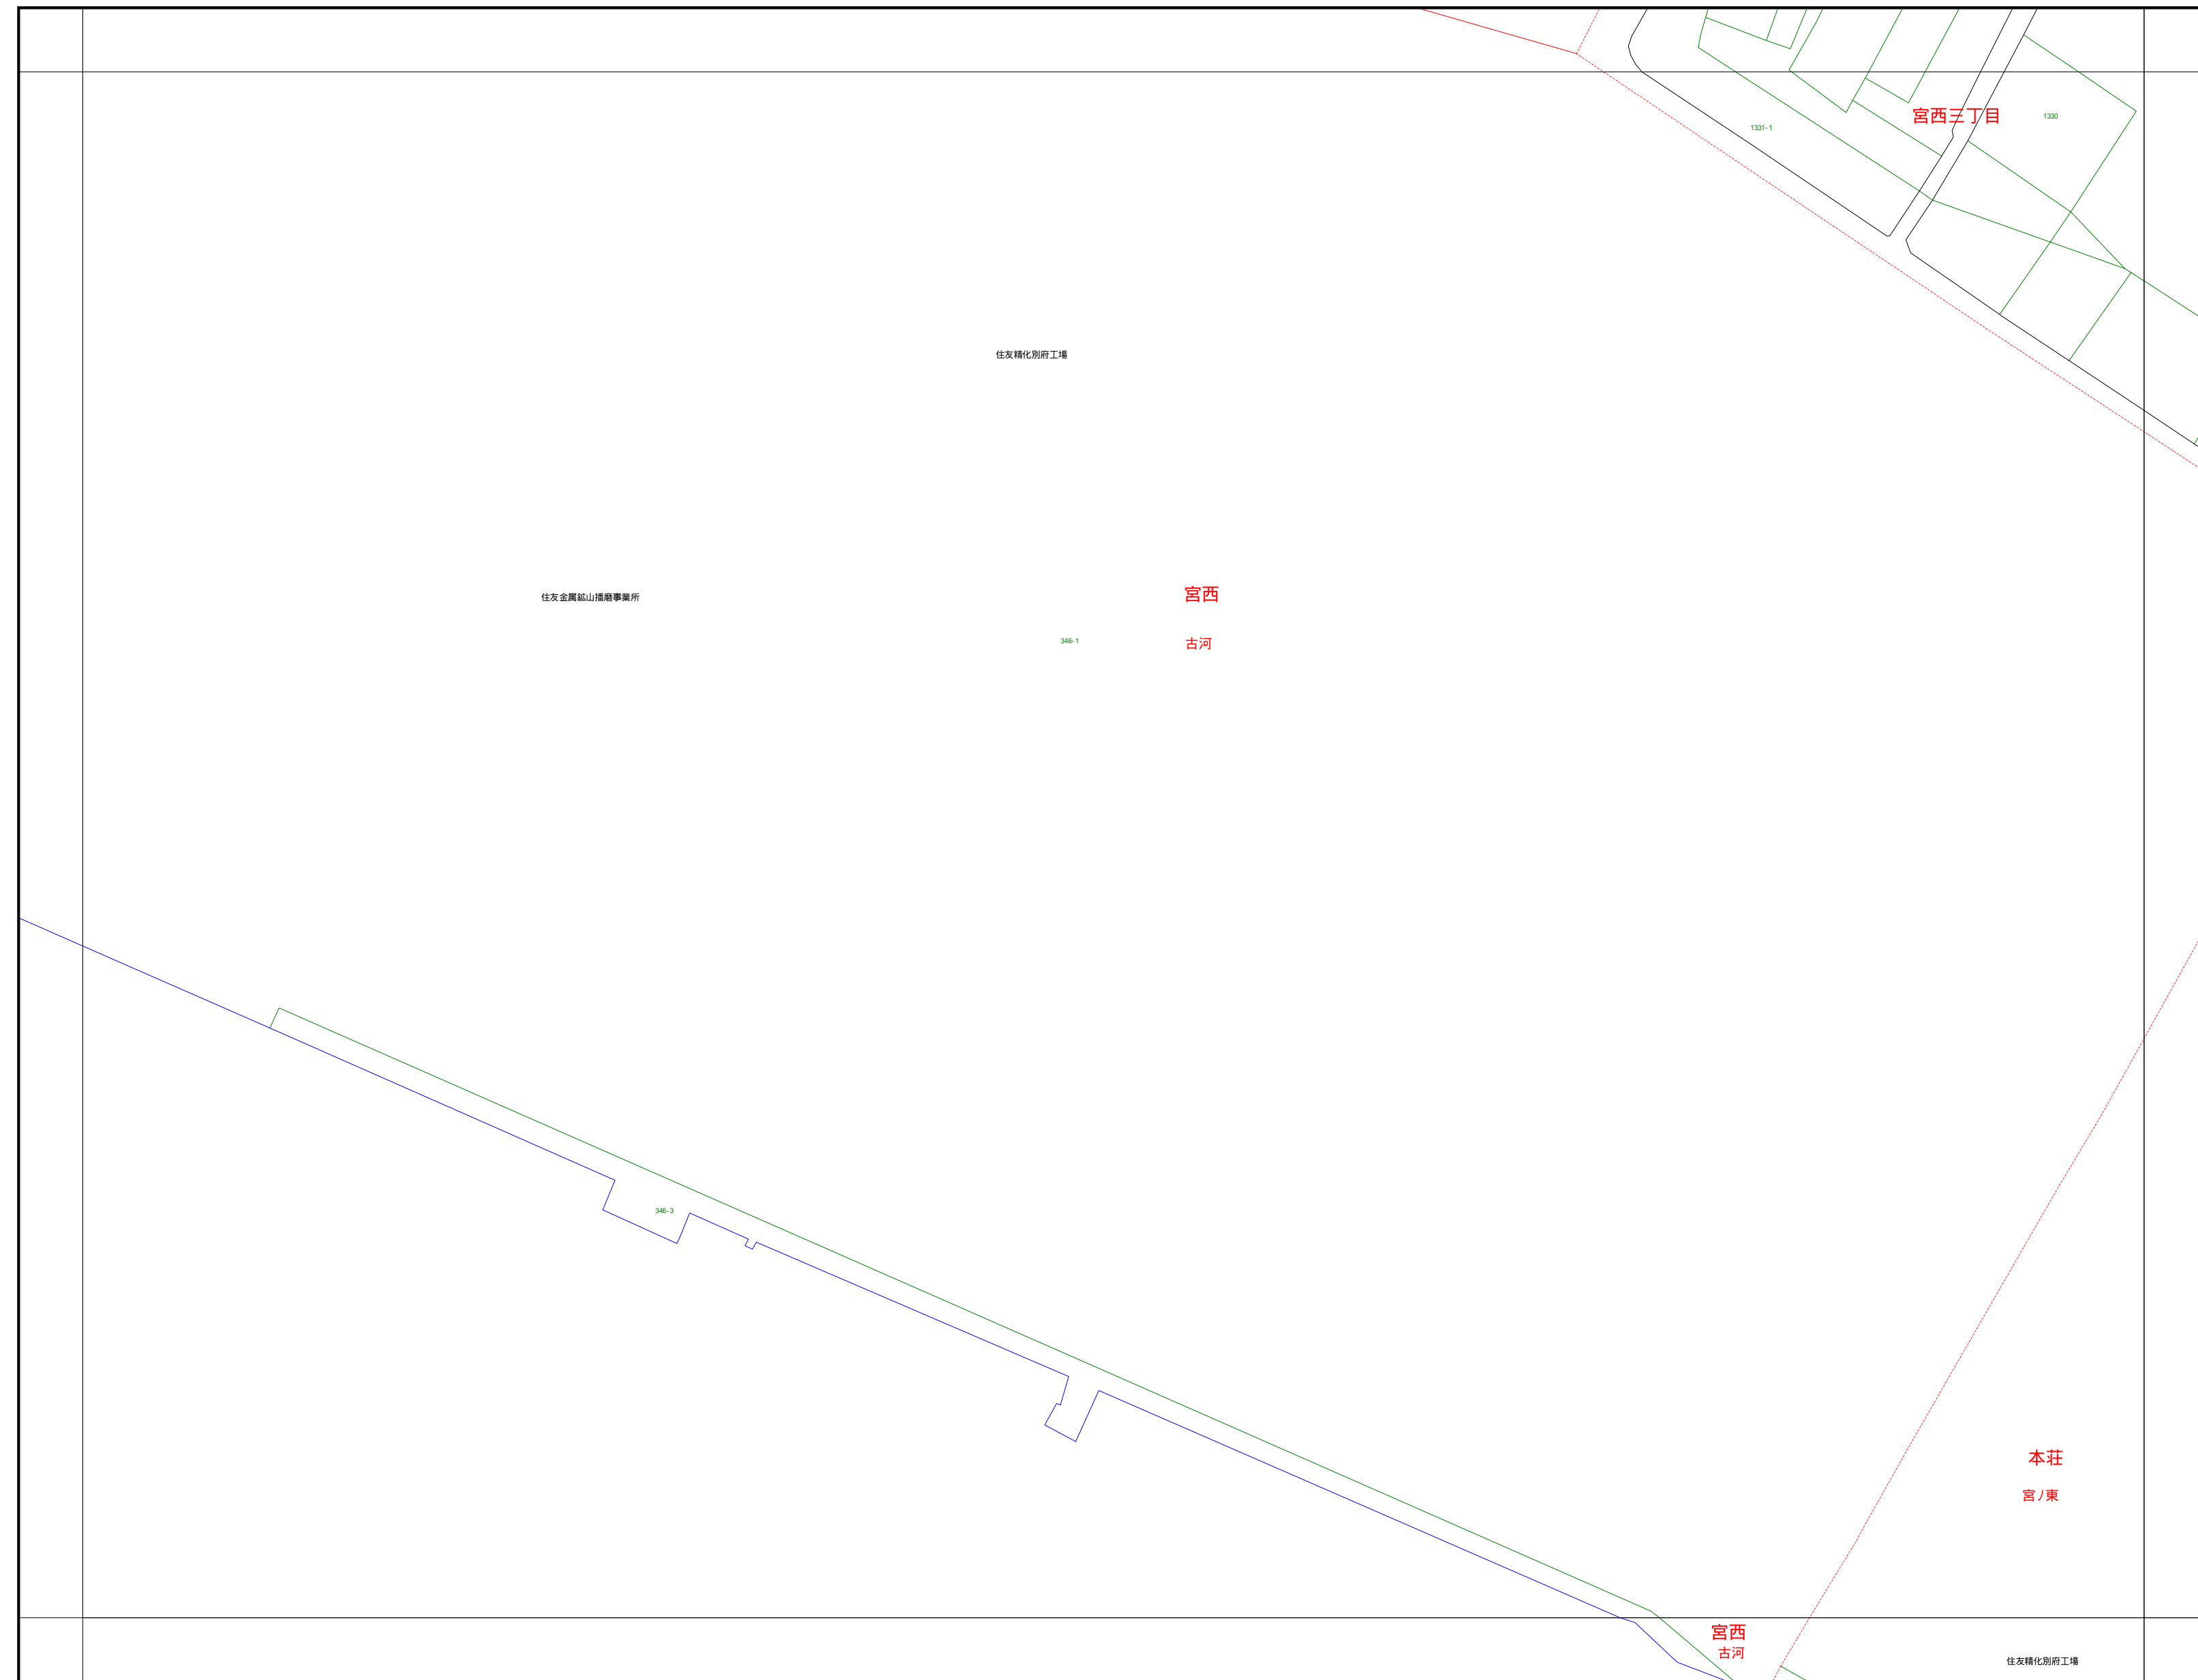 宮西三丁目
1330
1331-1
住友精化別府工場
宮西
住友金属鉱山播磨事業所
346-1
古河
346-3
本荘
宮ノ東
宮西
古河
住友精化別府工場